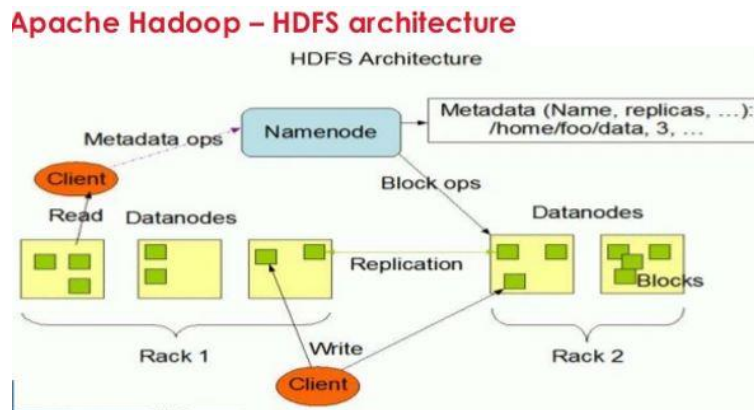 Apache Hadoop – HDFS architecture
HDFS Architecture
Metadata (Name, replicas, ...):
/home/foo/data, 3, ...
Namenode
Metadata ops
Client
Block ops
Read
Datanodes
Datanodes
Replication
Blocks
Rack 1
Write
Rack 2
Client